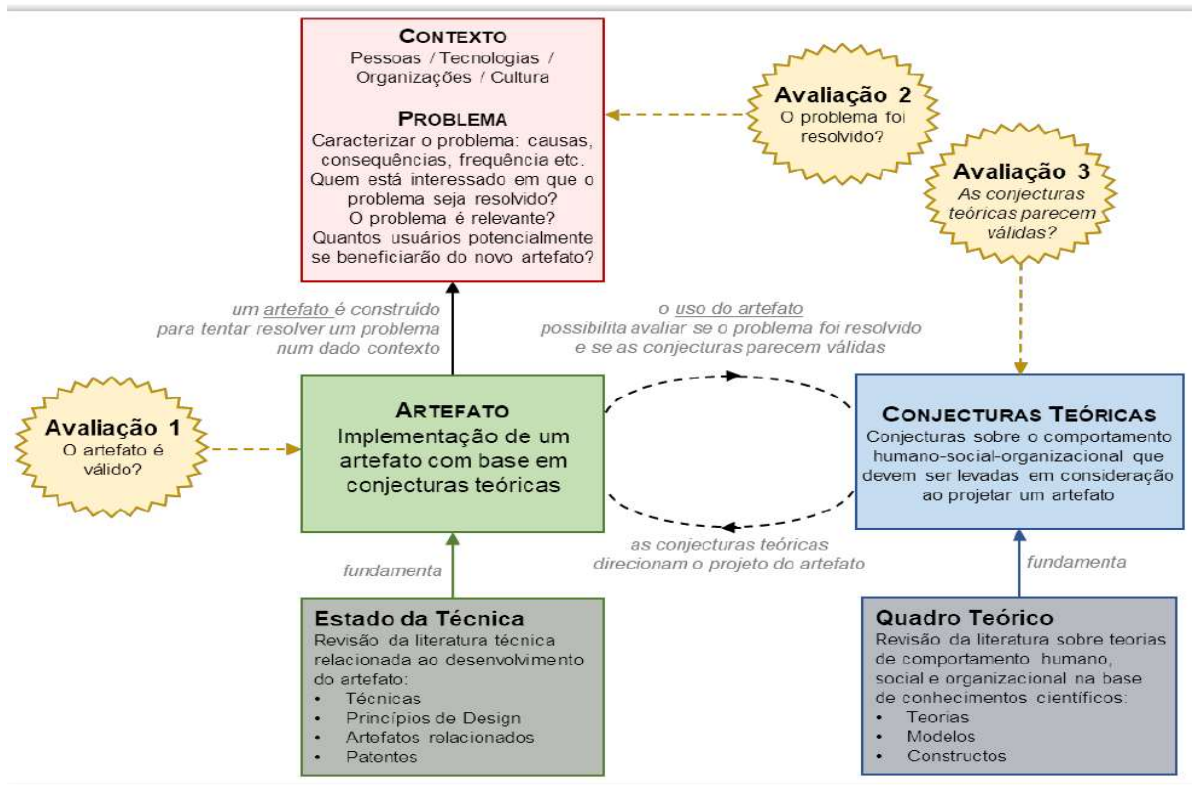 CONTEXTO
Pessoas / Tecnologias /
Organizações / Cultura
PROBLEMA
Caracterizar o problema: causas,
consequências, frequência etc.
Quem está interessado em que o
problema seja resolvido?
O problema é relevante?
Quantos usuários potencialmente
se beneficiarão do novo artefato?
Avaliação 2
O problema foi
resolvido?
Avaliação 3
As conjecturas
teóricas parecem
válidas?
um artefato é construído
para tentar resolver um problema
num dado contexto
o uso do artefato
possibilita avaliar se o problema foi resolvido
e se as conjecturas parecem válidas
Avaliação 1
O artefato é
válido?
ARTEFATO
Implementação de um
artefato com base em
conjecturas teóricas
CONJECTURAS TEÓRICAS
Conjecturas sobre o comportamento
humano-social-organizacional que
devem ser levadas em consideração
ao projetar um artefato
as conjecturas teóricas
direcionam o projeto do artefato
fundamenta
fundamenta
Estado da Técnica
Revisão da literatura técnica
relacionada ao desenvolvimento
do artefato:
• Técnicas
• Princípios de Design
• Artefatos relacionados
• Patentes
Quadro Teórico
Revisão da literatura sobre teorias
de comportamento humano,
social e organizacional na base
de conhecimentos científicos:
• Teorias
• Modelos
• Constructos